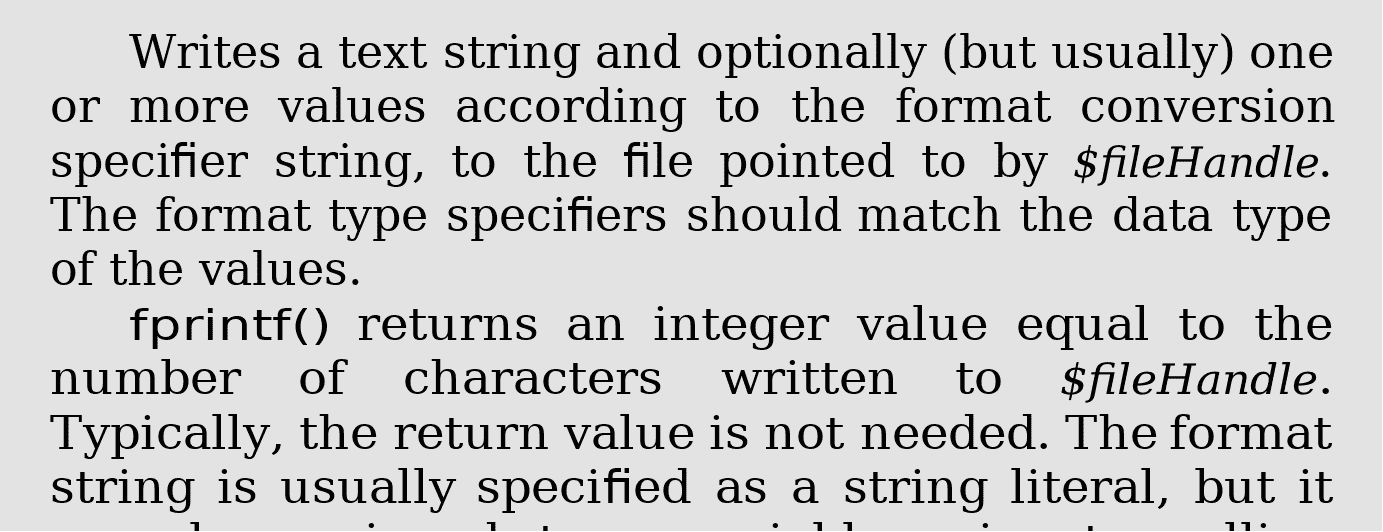 Writes a text string and optionally (but usually) one
or more values according to the format conversion
specifier string, to the file pointed to by $fileHandle.
The format type specifiers should match the data type
of the values.
fprintf() returns an integer value equal to the
number of characters written to $fileHandle.
Typically, the return value is not needed. The format
string is usually specified as a string literal, but it